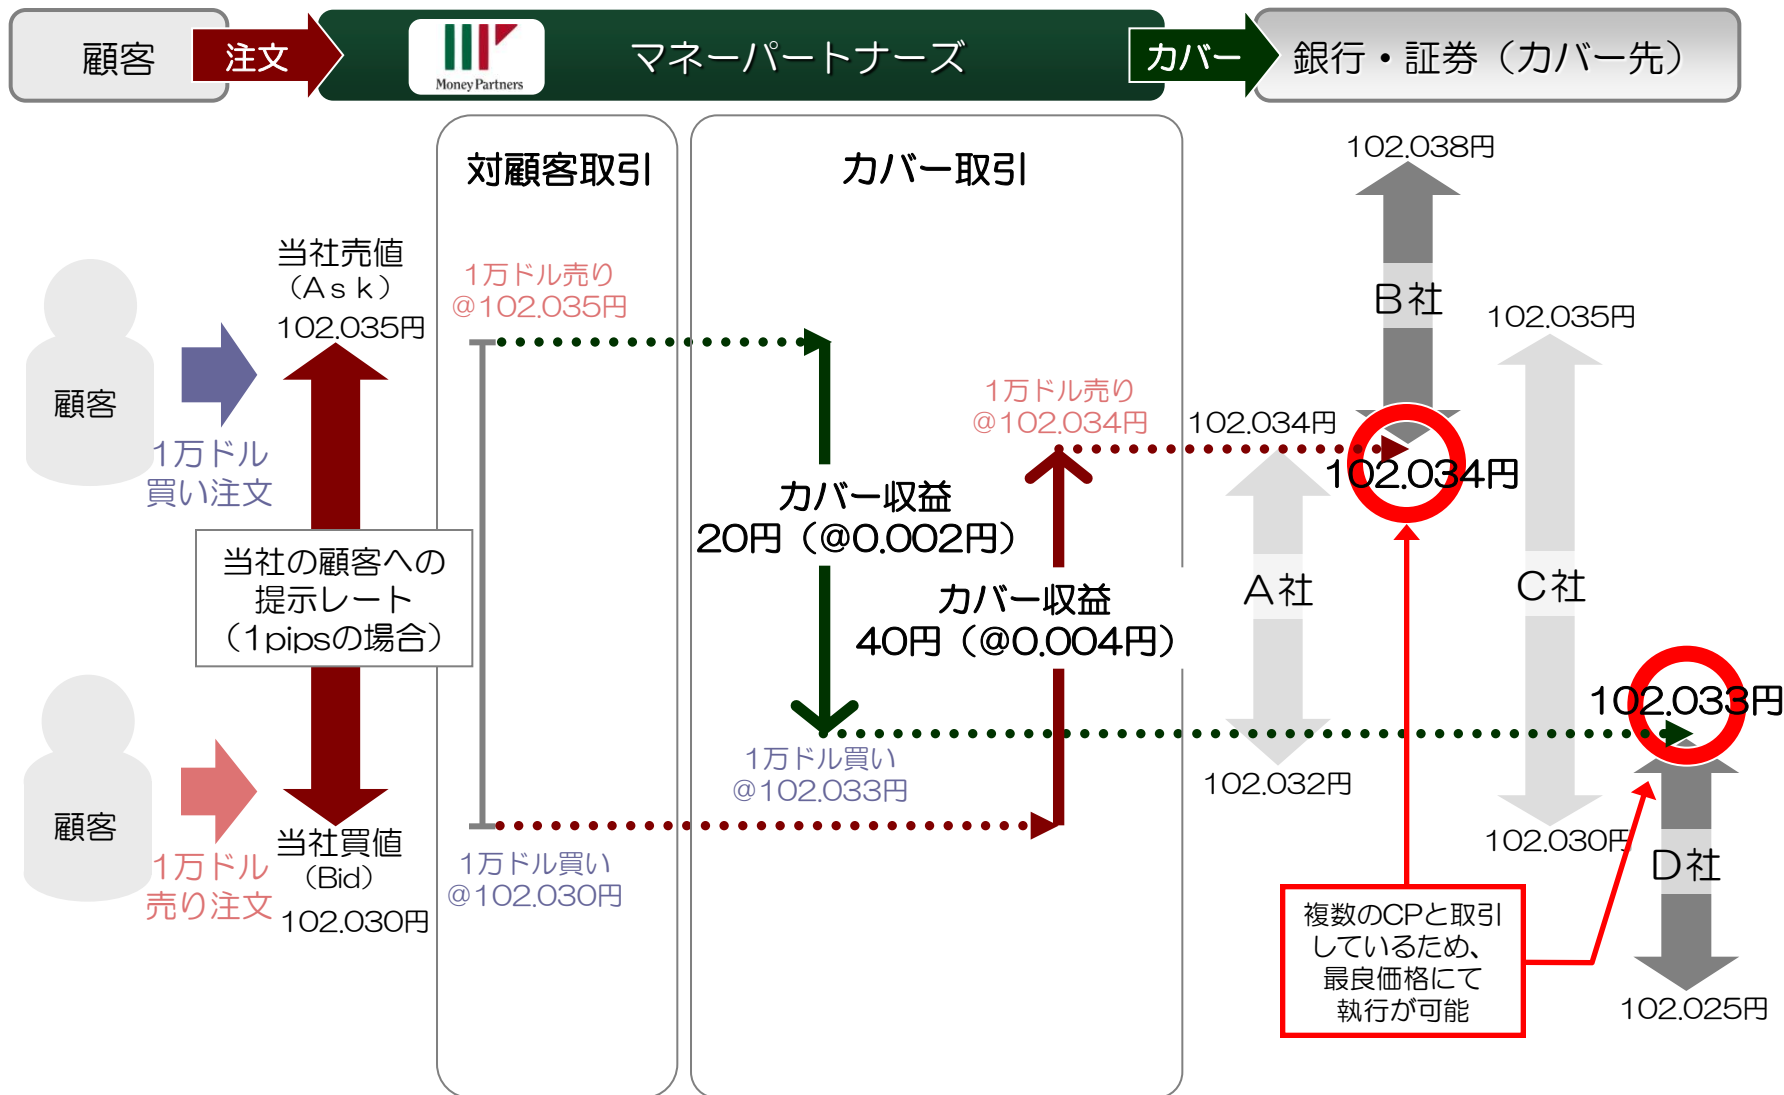 顧客
注文
Money Partners
マネーパートナーズ
カバー
銀行・証券（カバー先）
対顧客取引
カバー取引
当社売値
（Ａｓｋ）
102.035円
顧客
1万ドル
買い注文
当社の顧客への
提示レート
（1pipsの場合）
顧客
1万ドル
売り注文
当社買値
（Bid）
102.030円
1万ドル売り
@102.035円
1万ドル買い
@102.030円
カバー収益
20円（@0.002円）
1万ドル買い
@102.033円
1万ドル売り
@102.034円
カバー収益
40円（@0.004円）
102.034円
Ａ社
102.032円
102.038円
Ｂ社
102.034円
102.035円
Ｃ社
102.030円
102.033円
Ｄ社
102.025円
複数のCPと取引
しているため、
最良価格にて
執行が可能